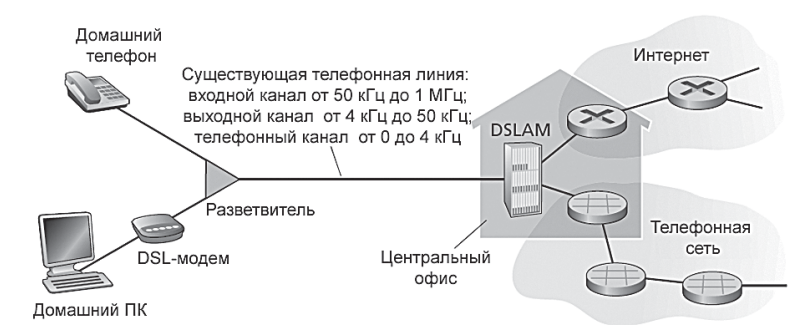 Домашний
телефон
Существующая телефонная линия:
входной канал от 50 кГц до 1 МГц;
выходной канал от 4 кГц до 50 кГц;
телефонный канал от 0 до 4 кГц
Интернет
DSLAM
Разветвитель
DSL-модем
Домашний ПК
Центральный
офис
Телефонная
сеть